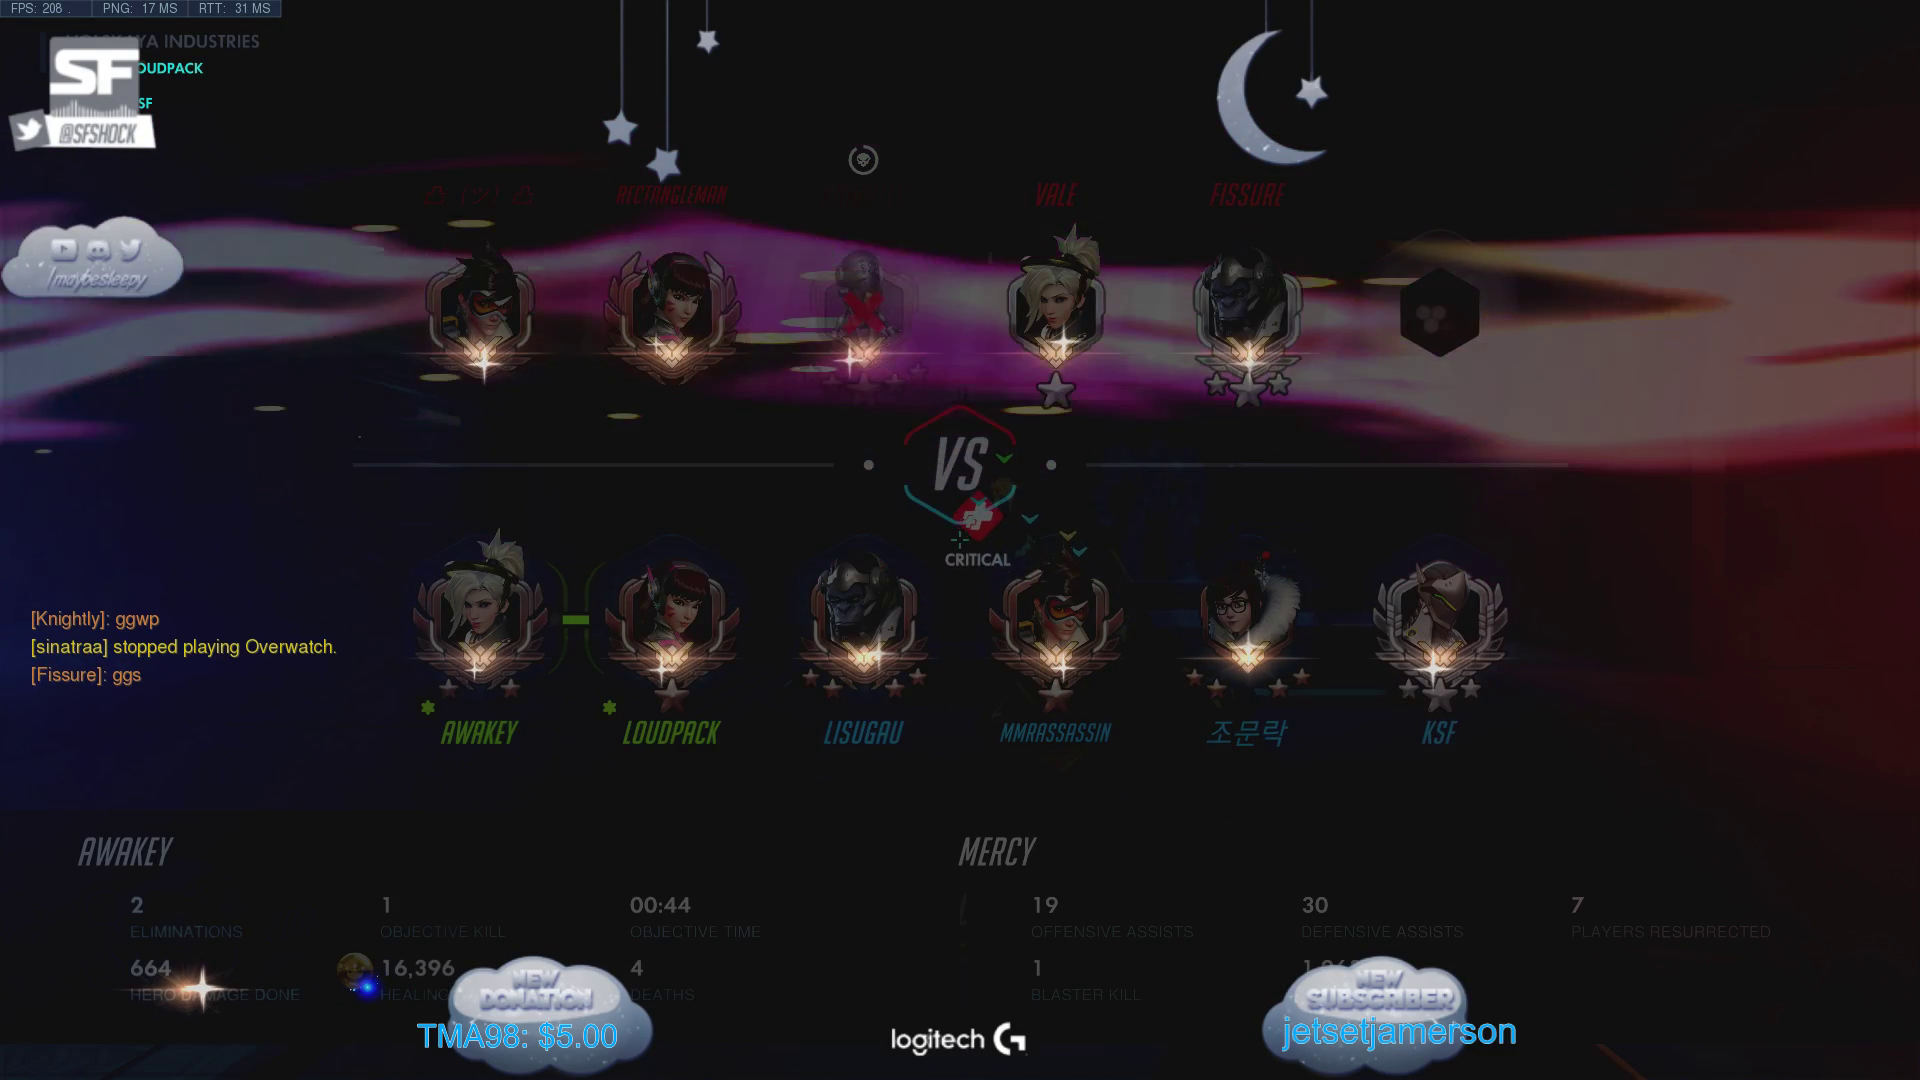 FPS: 208 . PNG: 17 MS RTT: 31 MS
INDUSTRIES
LOUDPACK
SF
SF
@SFSHOCK
(ツ) RECTANGLEMAN VALE FISSURE
/maybesleepy
VS
CRITICAL
[Knightly]: ggwp
[sinatraa] stopped playing Overwatch.
[Fissure]: ggs
AWAKEY LOUDPACK LISUGAU MMRASSASSIN 조문락 KSF
AWAKEY MERCY
2 1 00:44 19 30 7
ELIMINATIONS OBJECTIVE KILL OBJECTIVE TIME OFFENSIVE ASSISTS DEFENSIVE ASSISTS PLAYERS RESURRECTED
664 16,396 4 1
HERO DAMAGE DONE HEALING DEATHS BLASTER KILL
NEW DONATION
TMA98: $5.00
logitech G
NEW SUBSCRIBER
jetsetjamerson